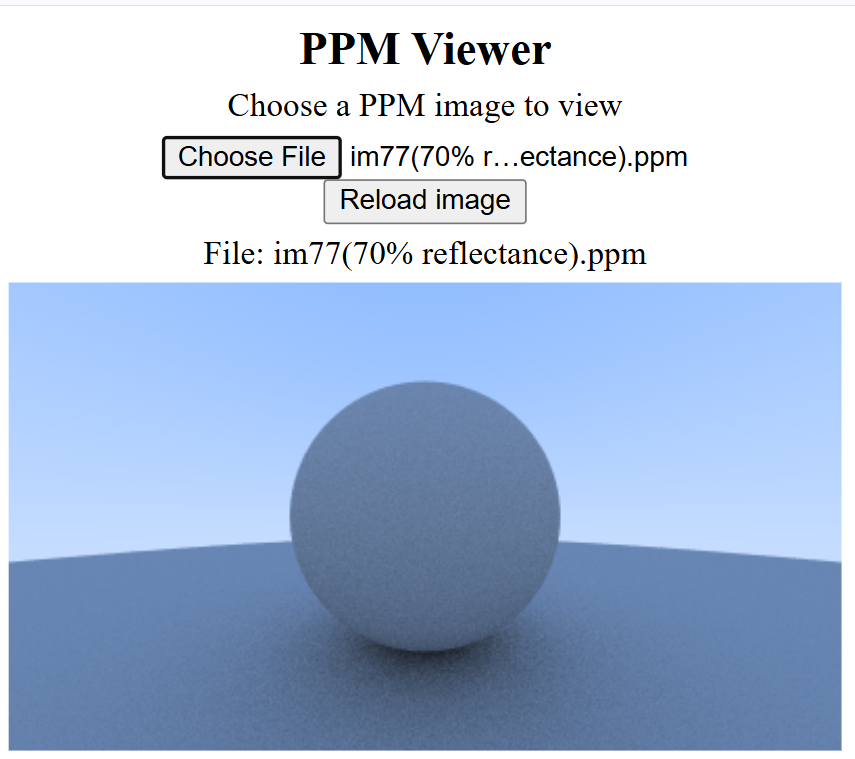 PPM Viewer
Choose a PPM image to view
Choose File im77(70% r…ectance).ppm
Reload image
File: im77(70% reflectance).ppm